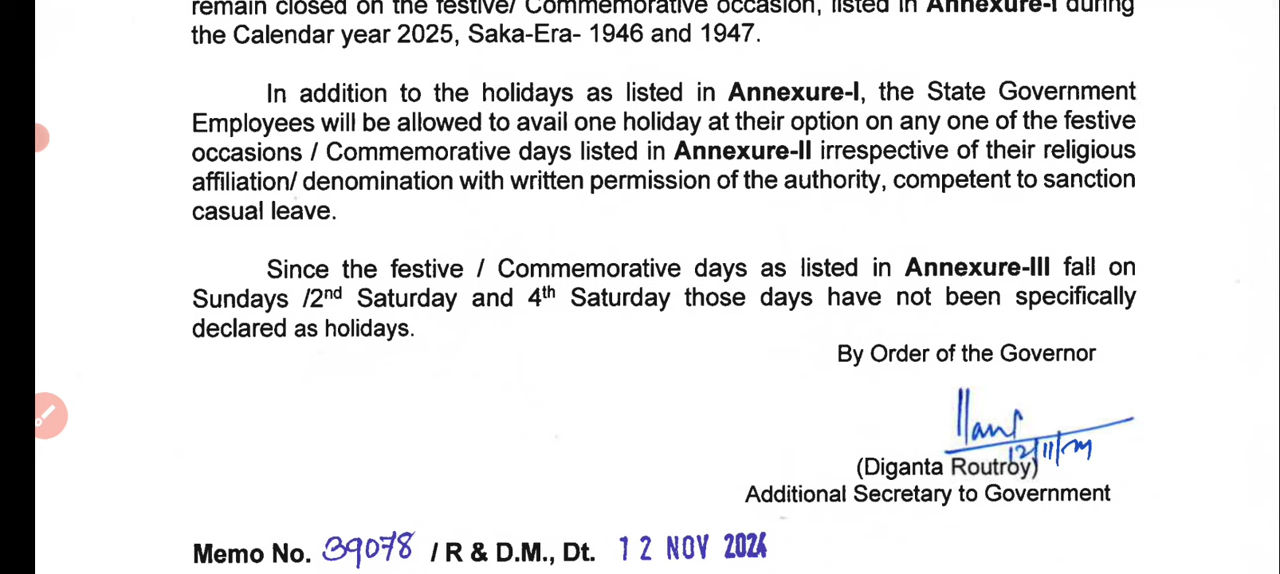 remain closed on the festive/ Commemorative occasion, listed in Annexure-I during
the Calendar year 2025, Saka-Era- 1946 and 1947.
In addition to the holidays as listed in Annexure-I, the State Government
Employees will be allowed to avail one holiday at their option on any one of the festive
occasions / Commemorative days listed in Annexure-II irrespective of their religious
affiliation/ denomination with written permission of the authority, competent to sanction
casual leave.
Since the festive / Commemorative days as listed in Annexure-III fall on
Sundays /2nd Saturday and 4th Saturday those days have not been specifically
declared as holidays.
By Order of the Governor
12/11/24
(Diganta Routroy)
Additional Secretary to Government
Memo No. 39078 / R & D.M., Dt. 12 NOV 2024